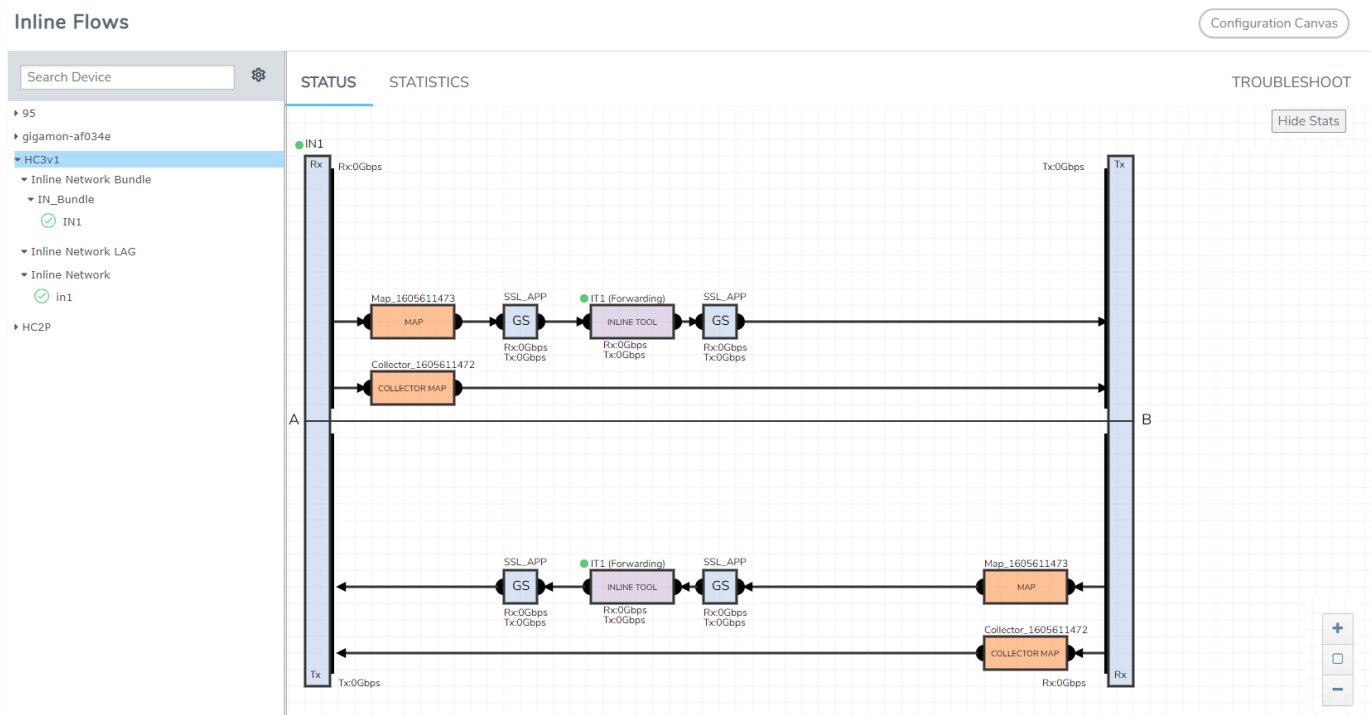 Inline Flows
Configuration Canvas
Search Device
STATUS STATISTICS TROUBLESHOOT
Hide Stats
95
gigamon-af034e
HC3v1
Inline Network Bundle
IN_Bundle
IN1
Inline Network LAG
Inline Network
in1
HC2P
IN1
Rx Rx:0Gbps Tx:0Gbps Tx
Map_1605611473 SSL_APP IT1 (Forwarding) SSL_APP
MAP GS INLINE TOOL GS
Rx:0Gbps Rx:0Gbps Rx:0Gbps
Tx:0Gbps Tx:0Gbps Tx:0Gbps
Collector_1605611472
COLLECTOR MAP
A B
SSL_APP IT1 (Forwarding) SSL_APP Map_1605611473
GS INLINE TOOL GS MAP
Rx:0Gbps Rx:0Gbps Rx:0Gbps
Tx:0Gbps Tx:0Gbps Tx:0Gbps
Collector_1605611472
COLLECTOR MAP
Tx Tx:0Gbps Rx:0Gbps Rx